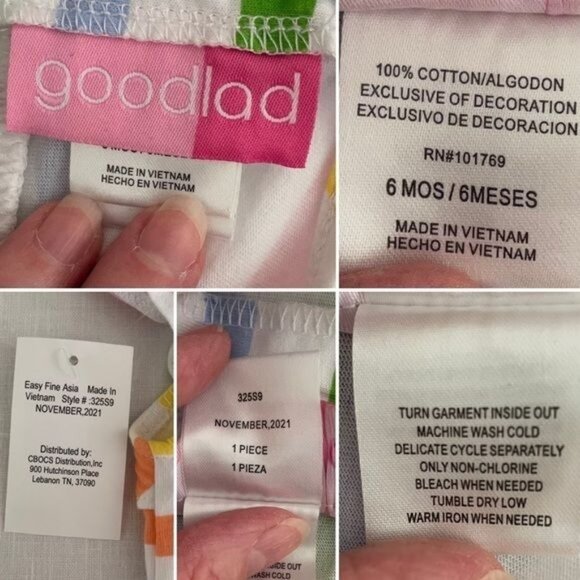 goodlad
MADE IN VIETNAM
HECHO EN VIETNAM
100% COTTON/ALGODON
EXCLUSIVE OF DECORATION
EXCLUSIVO DE DECORACION
RN#101769
6 MOS / 6MESES
MADE IN VIETNAM
HECHO EN VIETNAM
Easy Fine Asia Made In
Vietnam Style # :325S9
NOVEMBER,2021
Distributed by:
CBOCS Distribution,Inc
900 Hutchinson Place
Lebanon TN, 37090
325S9
NOVEMBER,2021
1 PIECE
1 PIEZA
SIDE OUT
ASH COLD
TURN GARMENT INSIDE OUT
MACHINE WASH COLD
DELICATE CYCLE SEPARATELY
ONLY NON-CHLORINE
BLEACH WHEN NEEDED
TUMBLE DRY LOW
WARM IRON WHEN NEEDED